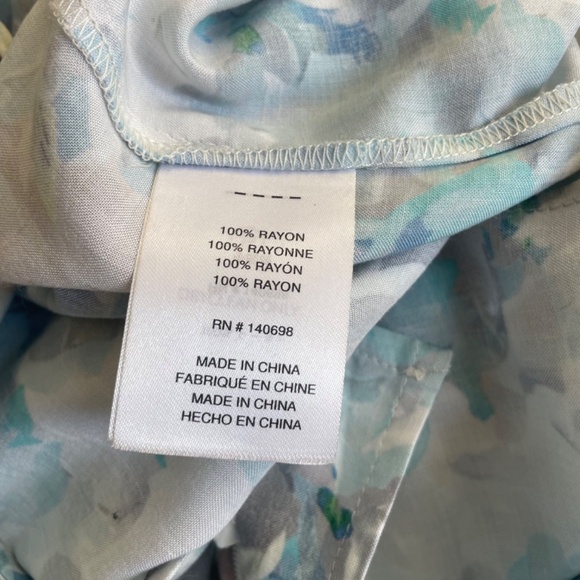 100% RAYON
100% RAYONNE
100% RAYÓN
100% RAYON
RN # 140698
MADE IN CHINA
FABRIQUÉ EN CHINE
MADE IN CHINA
HECHO EN CHINA